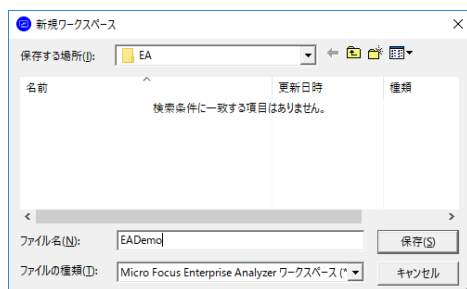 新規ワークスペース
保存する場所(I): EA
名前 更新日時 種類
検索条件に一致する項目はありません。
ファイル名(N): EADemo 保存(S)
ファイルの種類(T): Micro Focus Enterprise Analyzer ワークスペース (* キャンセル